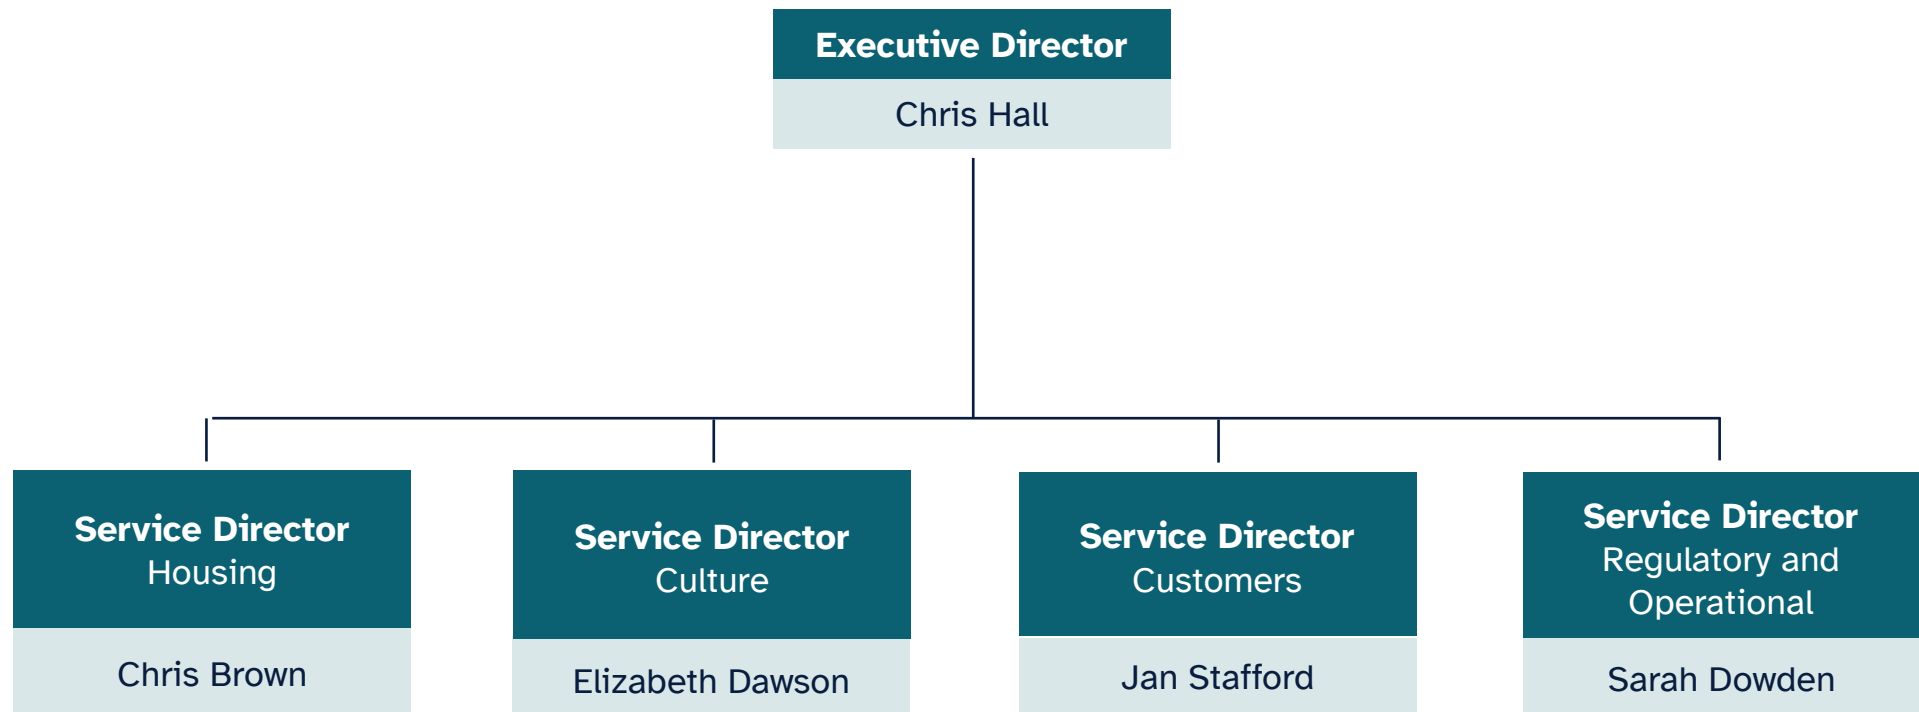 Executive Director
Chris Hall
Service Director
Housing
Chris Brown
Service Director
Culture
Elizabeth Dawson
Service Director
Customers
Jan Stafford
Service Director
Regulatory and
Operational
Sarah Dowden